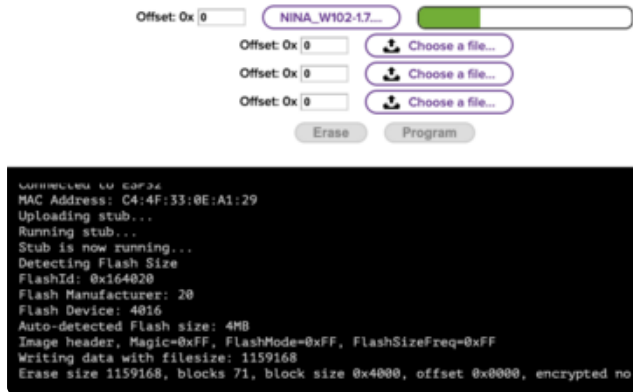 Offset: 0x 0 NINA_W102-1.7....
Offset: 0x 0 Choose a file...
Offset: 0x 0 Choose a file...
Offset: 0x 0 Choose a file...
Erase Program
Connected to ESP32
MAC Address: C4:4F:33:0E:A1:29
Uploading stub...
Running stub...
Stub is now running...
Detecting Flash Size
FlashId: 0x164020
Flash Manufacturer: 20
Flash Device: 4016
Auto-detected Flash size: 4MB
Image header, Magic=0xFF, FlashMode=0xFF, FlashSizeFreq=0xFF
Writing data with filesize: 1159168
Erase size 1159168, blocks 71, block size 0x4000, offset 0x0000, encrypted no